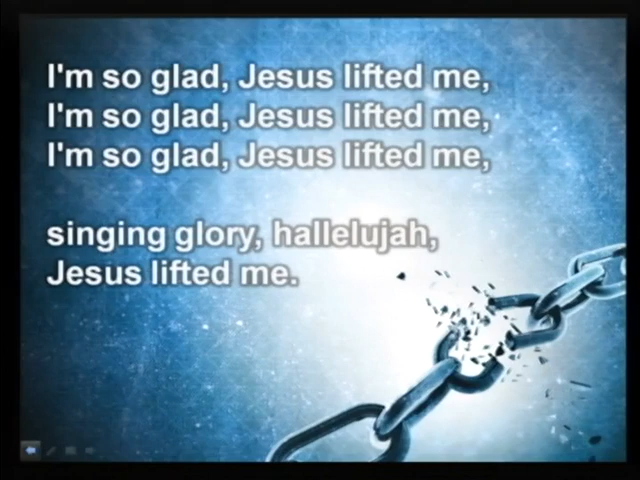 I'm so glad, Jesus lifted me,
I'm so glad, Jesus lifted me,
I'm so glad, Jesus lifted me,
singing glory, hallelujah,
Jesus lifted me.